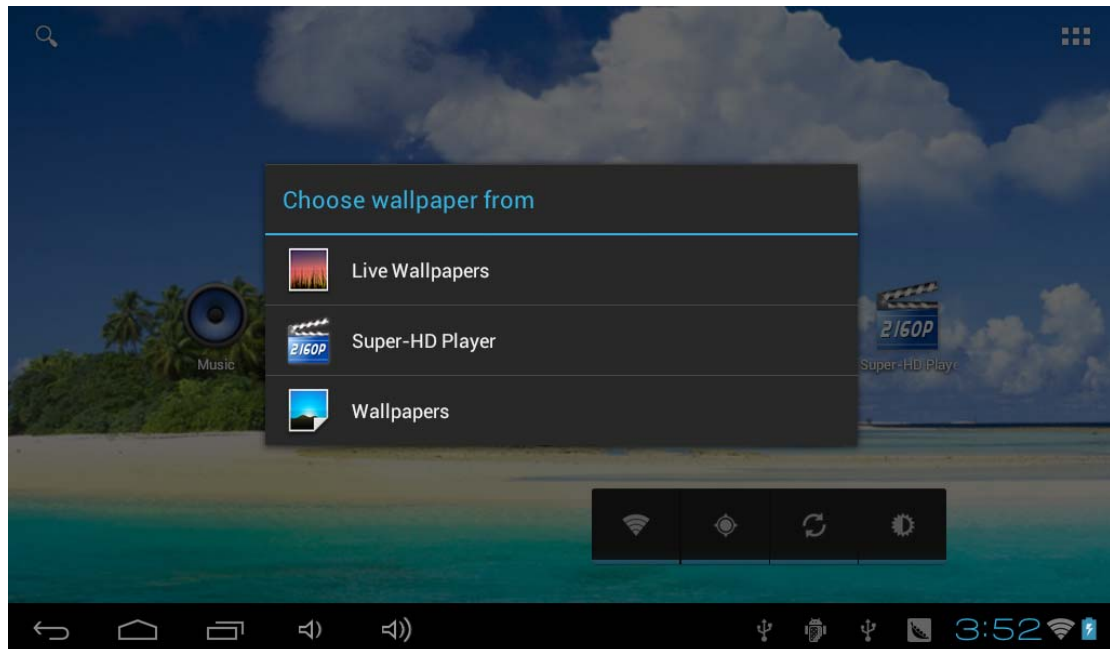 Choose wallpaper from
Live Wallpapers
2160P
Super-HD Player
Wallpapers
Music
2160P
Super-HD Playe
3:52